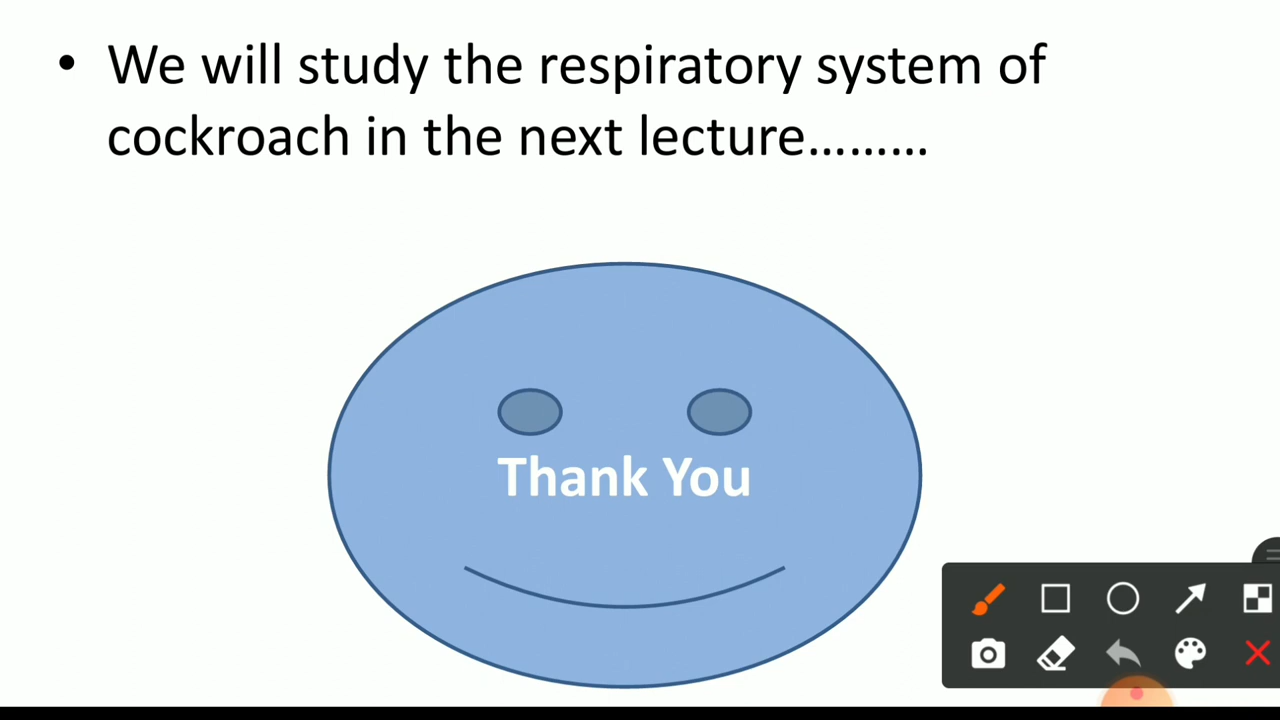 • We will study the respiratory system of
cockroach in the next lecture………
Thank You